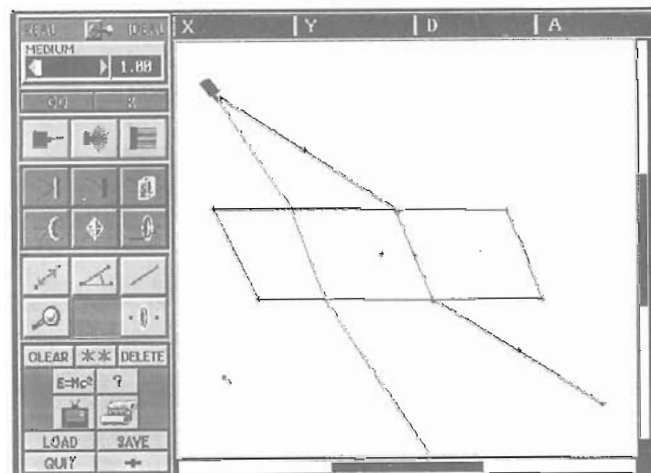 REAL IDEAL
X Y D A
MEDIUM
1.00
CLEAR ** DELETE
E=Mc² ?
LOAD SAVE
QUIT